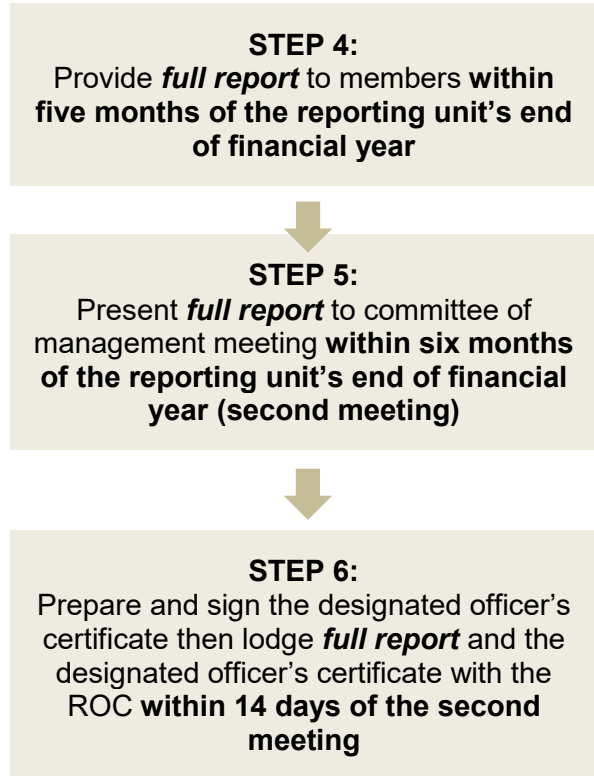 STEP 4:
Provide full report to members within
five months of the reporting unit's end
of financial year
STEP 5:
Present full report to committee of
management meeting within six months
of the reporting unit's end of financial
year (second meeting)
STEP 6:
Prepare and sign the designated officer's
certificate then lodge full report and the
designated officer's certificate with the
ROC within 14 days of the second
meeting